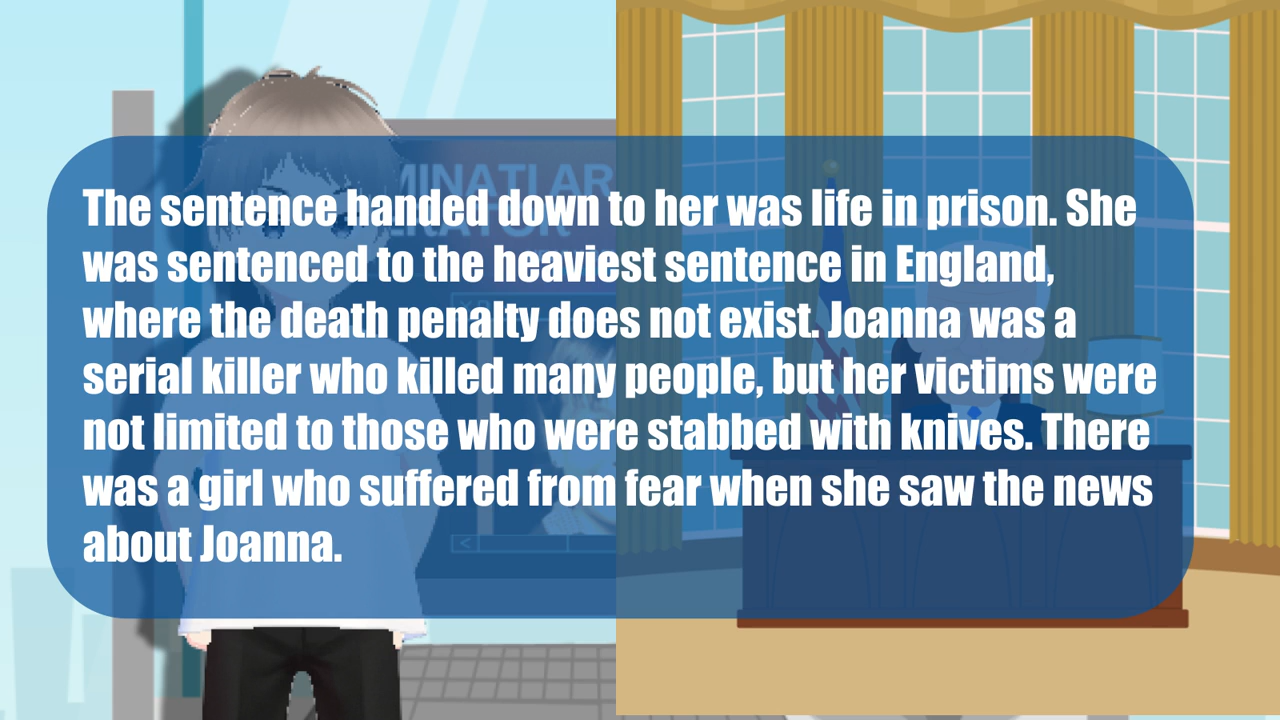 MINATI AR
ERATOR
The sentence handed down to her was life in prison. She
was sentenced to the heaviest sentence in England,
where the death penalty does not exist. Joanna was a
serial killer who killed many people, but her victims were
not limited to those who were stabbed with knives. There
was a girl who suffered from fear when she saw the news
about Joanna.